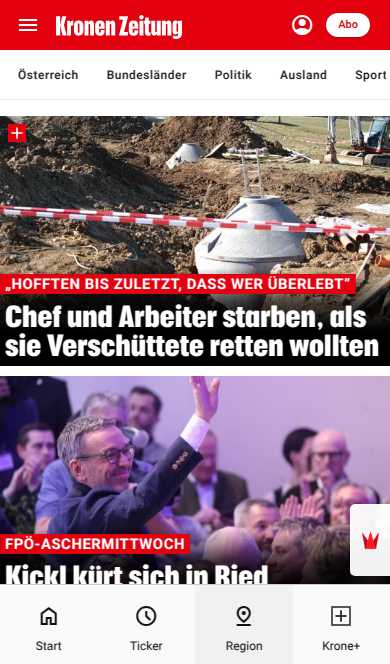 Kronen Zeitung
Abo
Österreich Bundesländer Politik Ausland Sport
„HOFFTEN BIS ZULETZT, DASS WER ÜBERLEBT“
Chef und Arbeiter starben, als
sie Verschüttete retten wollten
FPÖ-ASCHERMITTWOCH
Kickl kürt sich in Ried
Start Ticker Region Krone+